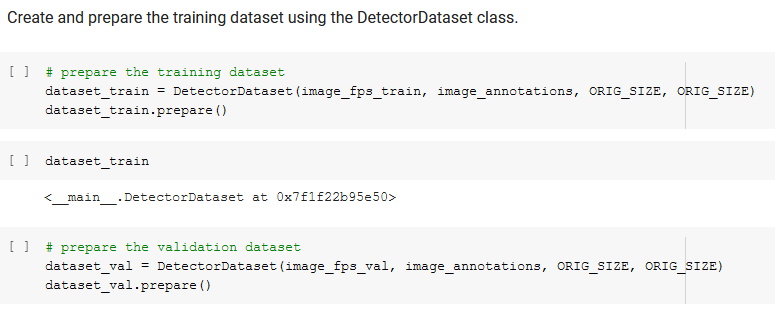 Create and prepare the training dataset using the DetectorDataset class.
[ ] # prepare the training dataset
dataset_train = DetectorDataset(image_fps_train, image_annotations, ORIG_SIZE, ORIG_SIZE)
dataset_train.prepare()
[ ] dataset_train
<__main__.DetectorDataset at 0x7f1f22b95e50>
[ ] # prepare the validation dataset
dataset_val = DetectorDataset(image_fps_val, image_annotations, ORIG_SIZE, ORIG_SIZE)
dataset_val.prepare()